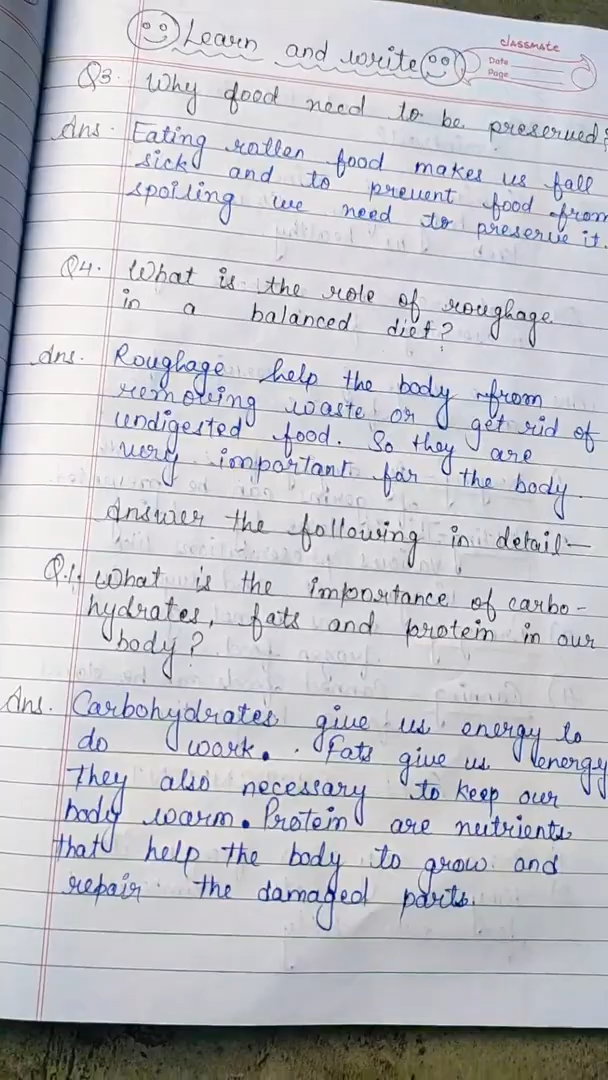 Learn and write
classmate
Date
Page
Q3. Why food need to be preserved?
Ans. Eating rotten food makes us fall
sick and to prevent food from
spoiling we need to preserve it.
Q4. What is the role of roughage
in a balanced diet?
Ans. Roughage help the body from
removing waste or get rid of
undigested food. So they are
very important for the body.
Answer the following in detail-
Q.1. What is the importance of carbo-
hydrates, fats and protein in our
body?
Ans. Carbohydrates give us energy to
do work. Fats give us energy
They also necessary to keep our
body warm. Protein are nutrients
that help the body to grow and
repair the damaged parts.